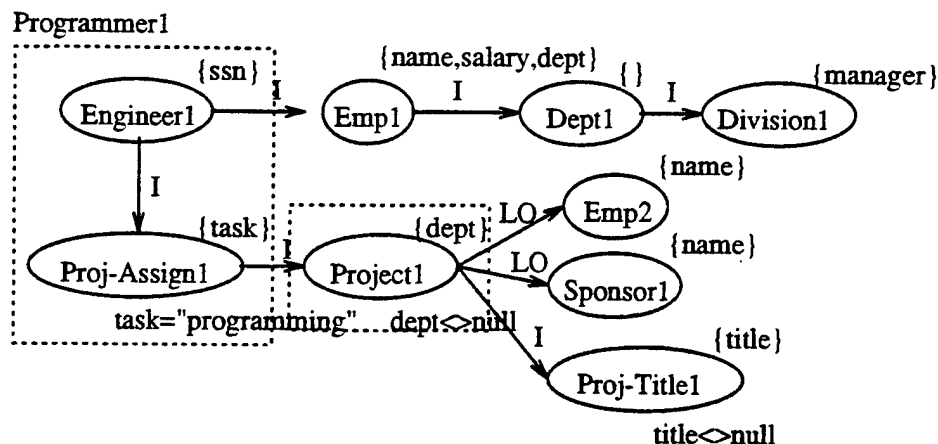 Programmer1
{ssn} {name,salary,dept} {} {manager}
I I I
Engineer1 Emp1 Dept1 Division1
{name}
I LO Emp2
{task} {dept} {name}
I LO
Proj-Assign1 Project1 Sponsor1
task="programming" dept<>null
I {title}
Proj-Title1
title<>null